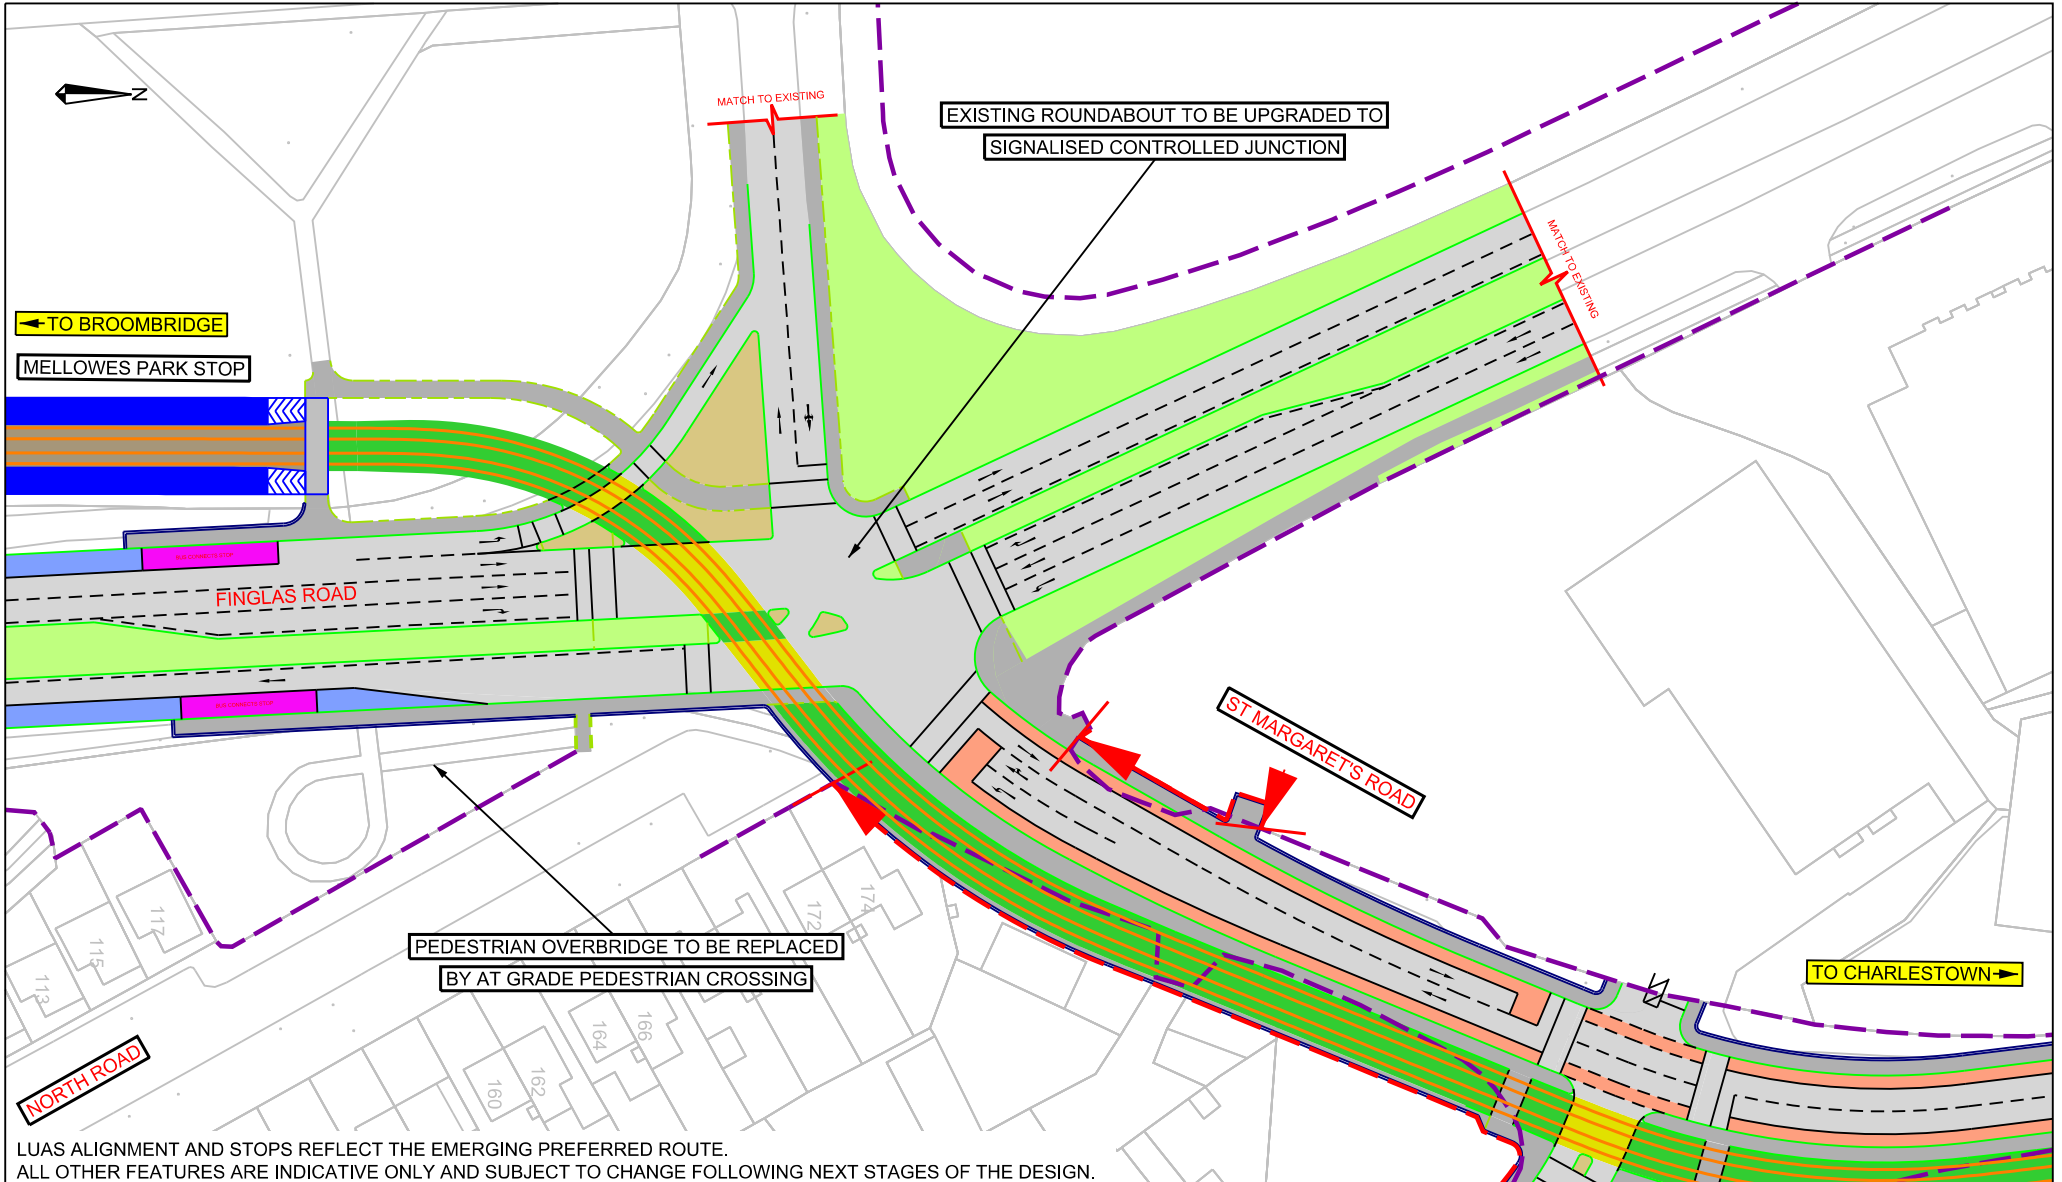 MATCH TO EXISTING
N
EXISTING ROUNDABOUT TO BE UPGRADED TO
SIGNALISED CONTROLLED JUNCTION
MATCH TO EXISTING
TO BROOMBRIDGE
MELLOWES PARK STOP
FINGLAS ROAD
ST MARGARET'S ROAD
PEDESTRIAN OVERBRIDGE TO BE REPLACED
BY AT GRADE PEDESTRIAN CROSSING
TO CHARLESTOWN
117
115
113
174
172
166
164
162
160
NORTH ROAD
LUAS ALIGNMENT AND STOPS REFLECT THE EMERGING PREFERRED ROUTE.
ALL OTHER FEATURES ARE INDICATIVE ONLY AND SUBJECT TO CHANGE FOLLOWING NEXT STAGES OF THE DESIGN.